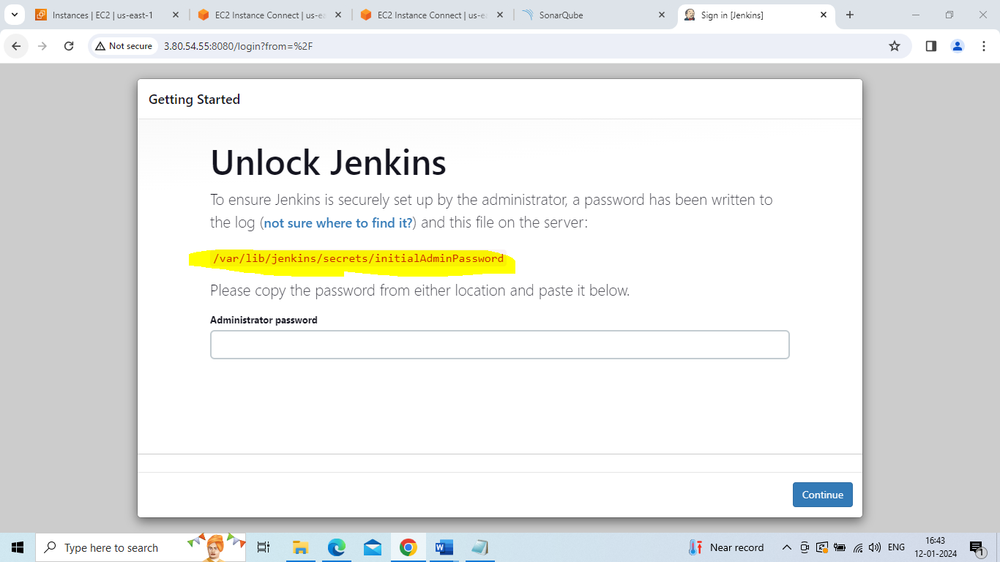 Instances | EC2 | us-east-1
EC2 Instance Connect | us-ea
EC2 Instance Connect | us-ea
SonarQube
Sign in [Jenkins]
Not secure
3.80.54.55:8080/login?from=%2F
Getting Started
Unlock Jenkins
To ensure Jenkins is securely set up by the administrator, a password has been written to
the log (not sure where to find it?) and this file on the server:
/var/lib/jenkins/secrets/initialAdminPassword
Please copy the password from either location and paste it below.
Administrator password
Continue
Type here to search
W
Near record
ENG
16:43
12-01-2024
1